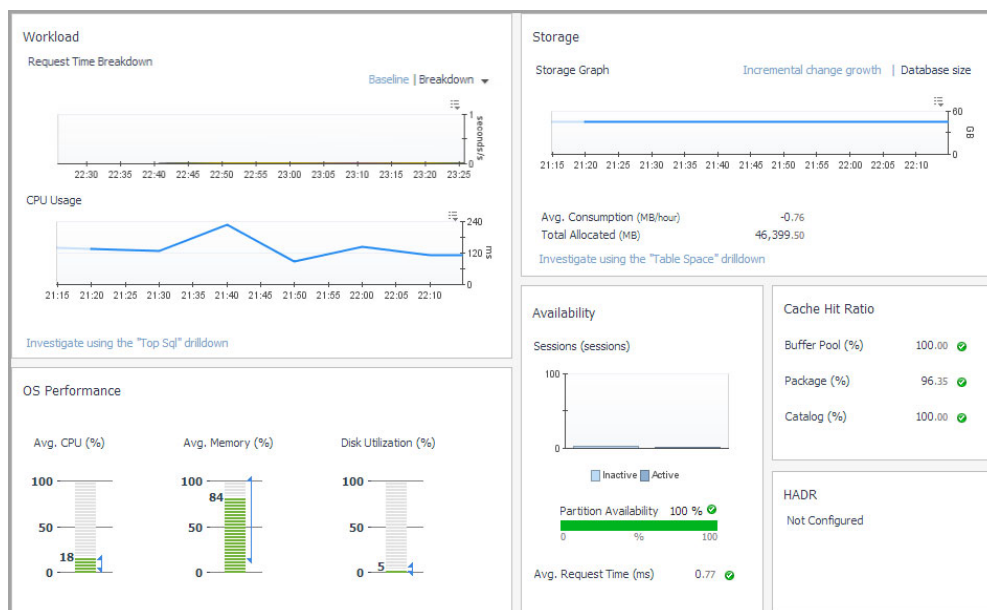 Workload
Request Time Breakdown
Baseline | Breakdown
1
0
seconds/s
22:30 22:35 22:40 22:45 22:50 22:55 23:00 23:05 23:10 23:15 23:20 23:25
CPU Usage
240
120
0
ms
21:15 21:20 21:25 21:30 21:35 21:40 21:45 21:50 21:55 22:00 22:05 22:10
Investigate using the "Top Sql" drilldown
Storage
Storage Graph
Incremental change growth | Database size
60
0
GB
21:15 21:20 21:25 21:30 21:35 21:40 21:45 21:50 21:55 22:00 22:05 22:10
Avg. Consumption (MB/hour) -0.76
Total Allocated (MB) 46,399.50
Investigate using the "Table Space" drilldown
OS Performance
Avg. CPU (%) Avg. Memory (%) Disk Utilization (%)
100 100 100
84
50 50 50
18 5
0 0 0
Availability
Sessions (sessions)
100
0
Inactive Active
Partition Availability 100 %
0 % 100
Avg. Request Time (ms) 0.77
Cache Hit Ratio
Buffer Pool (%) 100.00
Package (%) 96.35
Catalog (%) 100.00
HADR
Not Configured